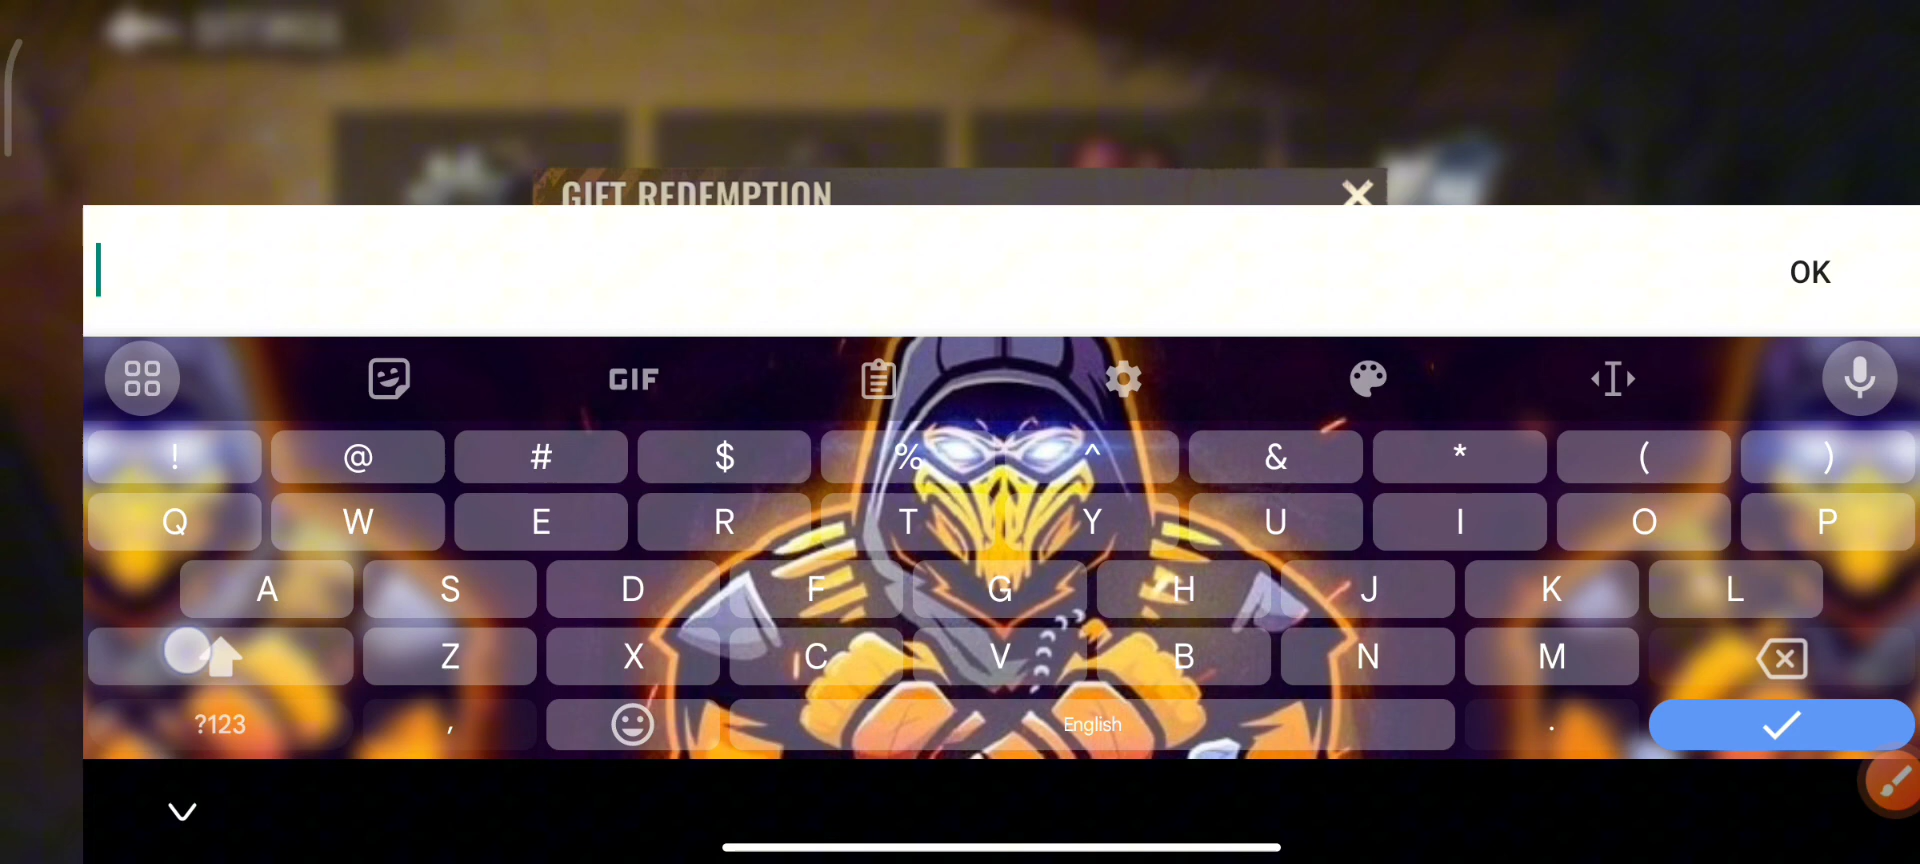 GIFT REDEMPTION
OK
GIF
! @ # $ % ^ & * ( )
Q W E R T Y U I O P
A S D F G H J K L
Z X C V B N M
?123 , English .